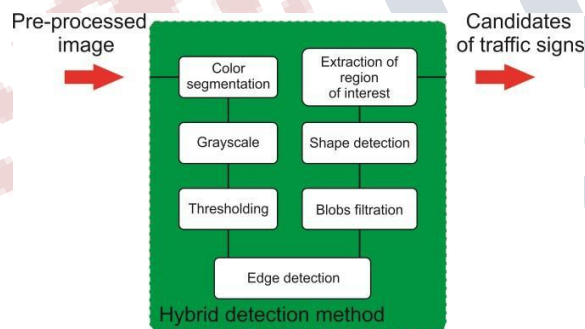 Pre-processed
image
Candidates
of traffic signs
Color
segmentation
Extraction of
region
of interest
Grayscale
Shape detection
Thresholding
Blobs filtration
Edge detection
Hybrid detection method